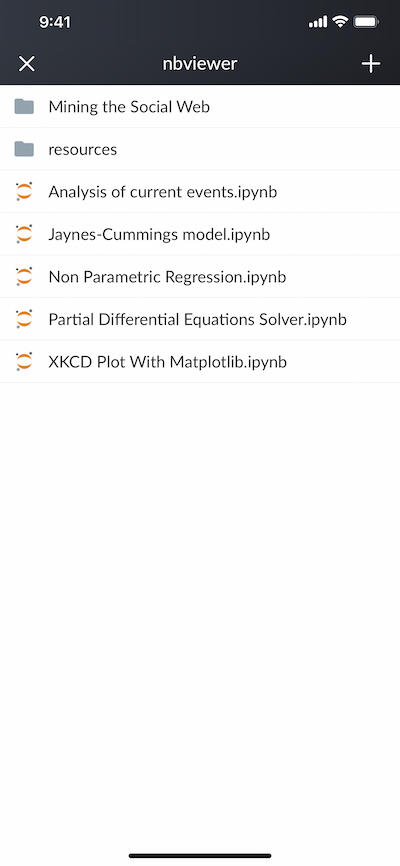 9:41
nbviewer
Mining the Social Web
resources
Analysis of current events.ipynb
Jaynes-Cummings model.ipynb
Non Parametric Regression.ipynb
Partial Differential Equations Solver.ipynb
XKCD Plot With Matplotlib.ipynb